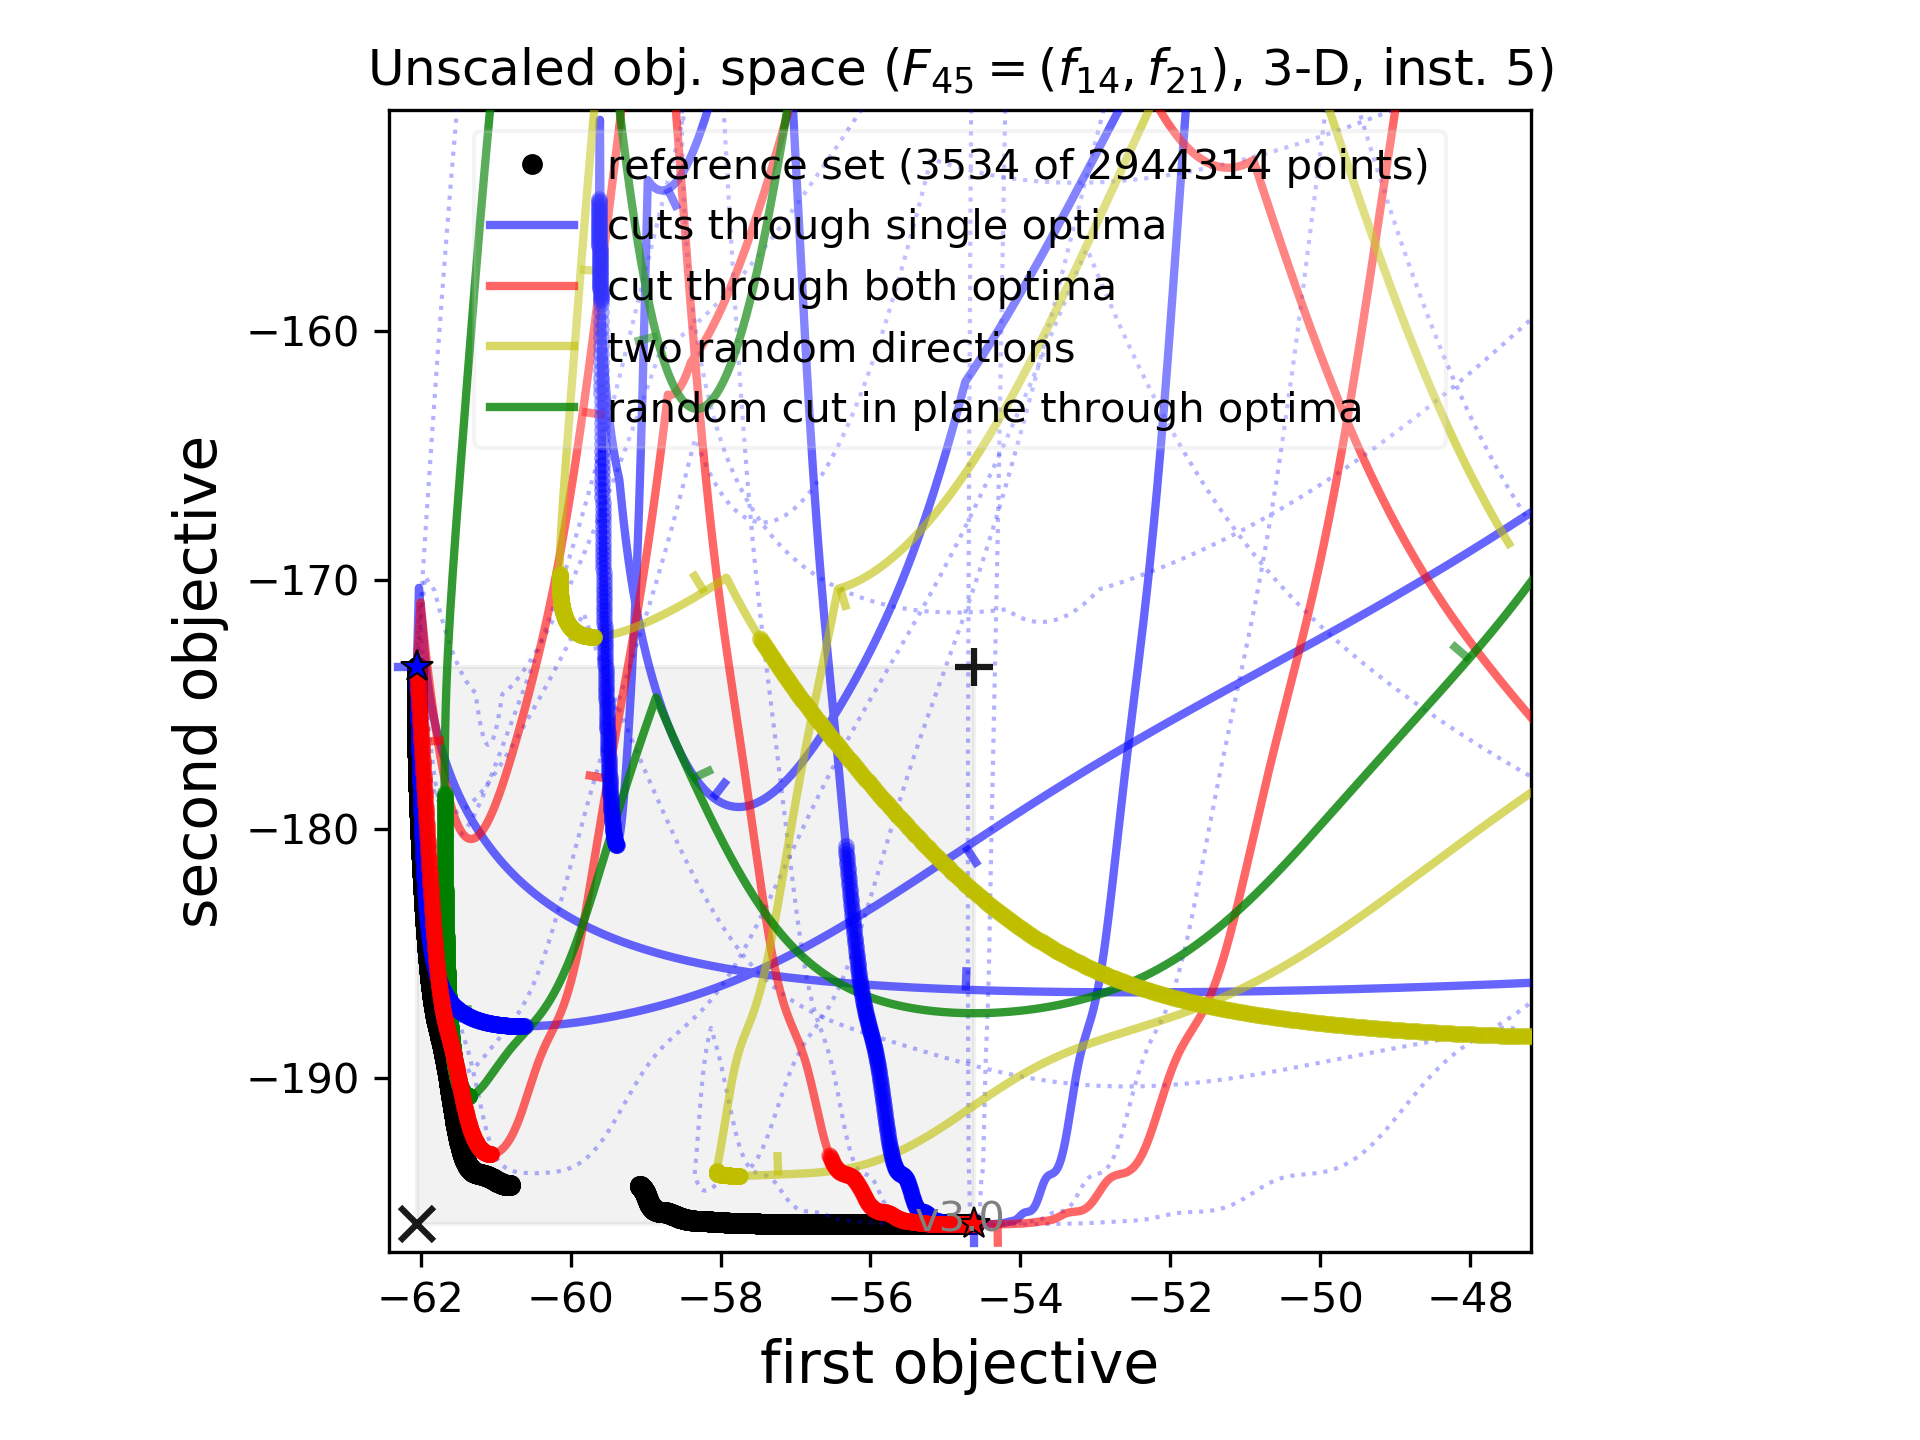 Unscaled obj. space (F45 = (f14, f21), 3-D, inst. 5)
reference set (3534 of 2944314 points)
cuts through single optima
cut through both optima
two random directions
random cut in plane through optima
−160
−170
−180
−190
second objective
v3.0
−62 −60 −58 −56 −54 −52 −50 −48
first objective